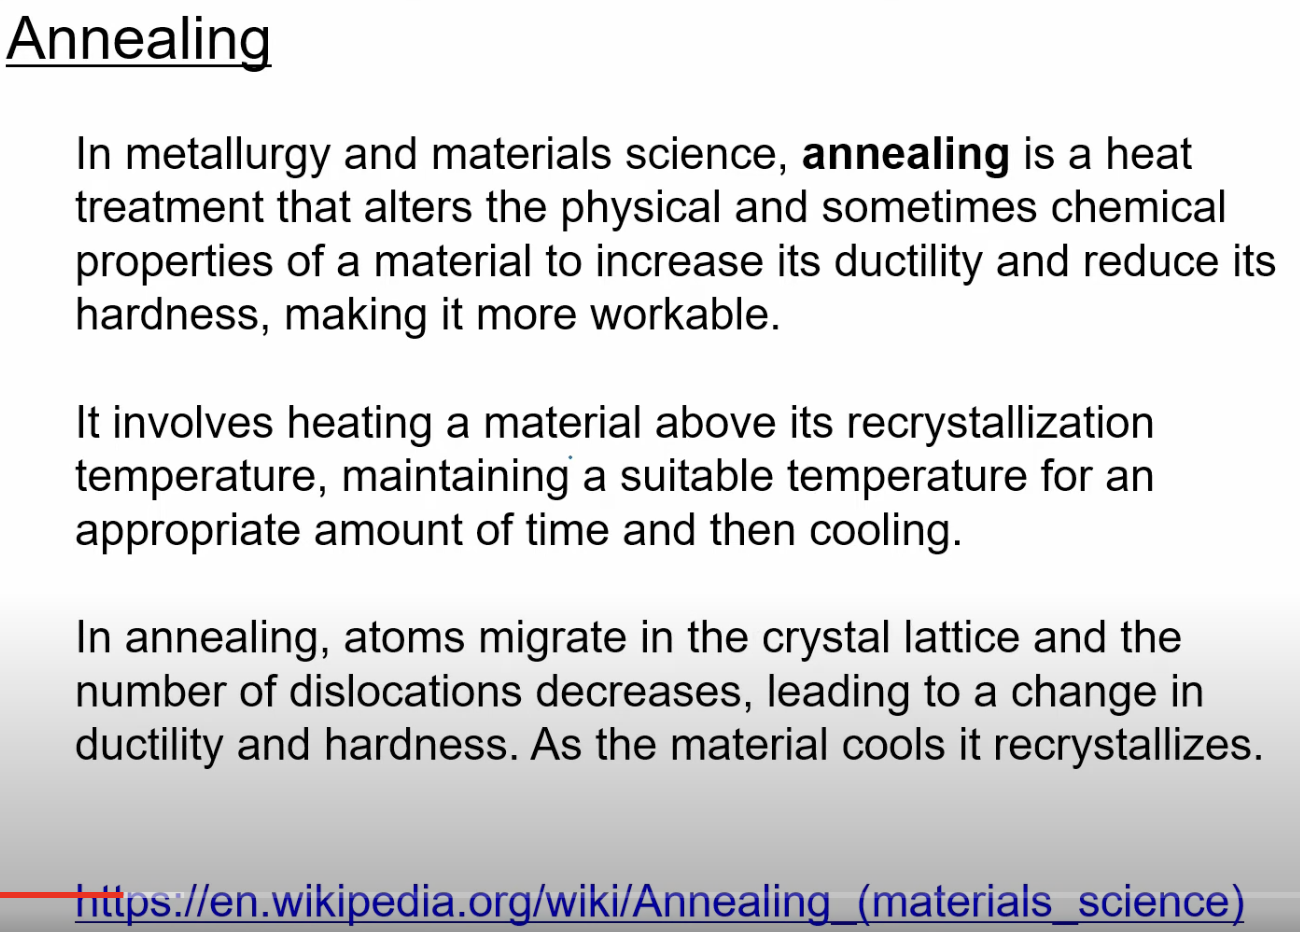 Annealing
In metallurgy and materials science, annealing is a heat
treatment that alters the physical and sometimes chemical
properties of a material to increase its ductility and reduce its
hardness, making it more workable.
It involves heating a material above its recrystallization
temperature, maintaining a suitable temperature for an
appropriate amount of time and then cooling.
In annealing, atoms migrate in the crystal lattice and the
number of dislocations decreases, leading to a change in
ductility and hardness. As the material cools it recrystallizes.
https://en.wikipedia.org/wiki/Annealing_(materials_science)